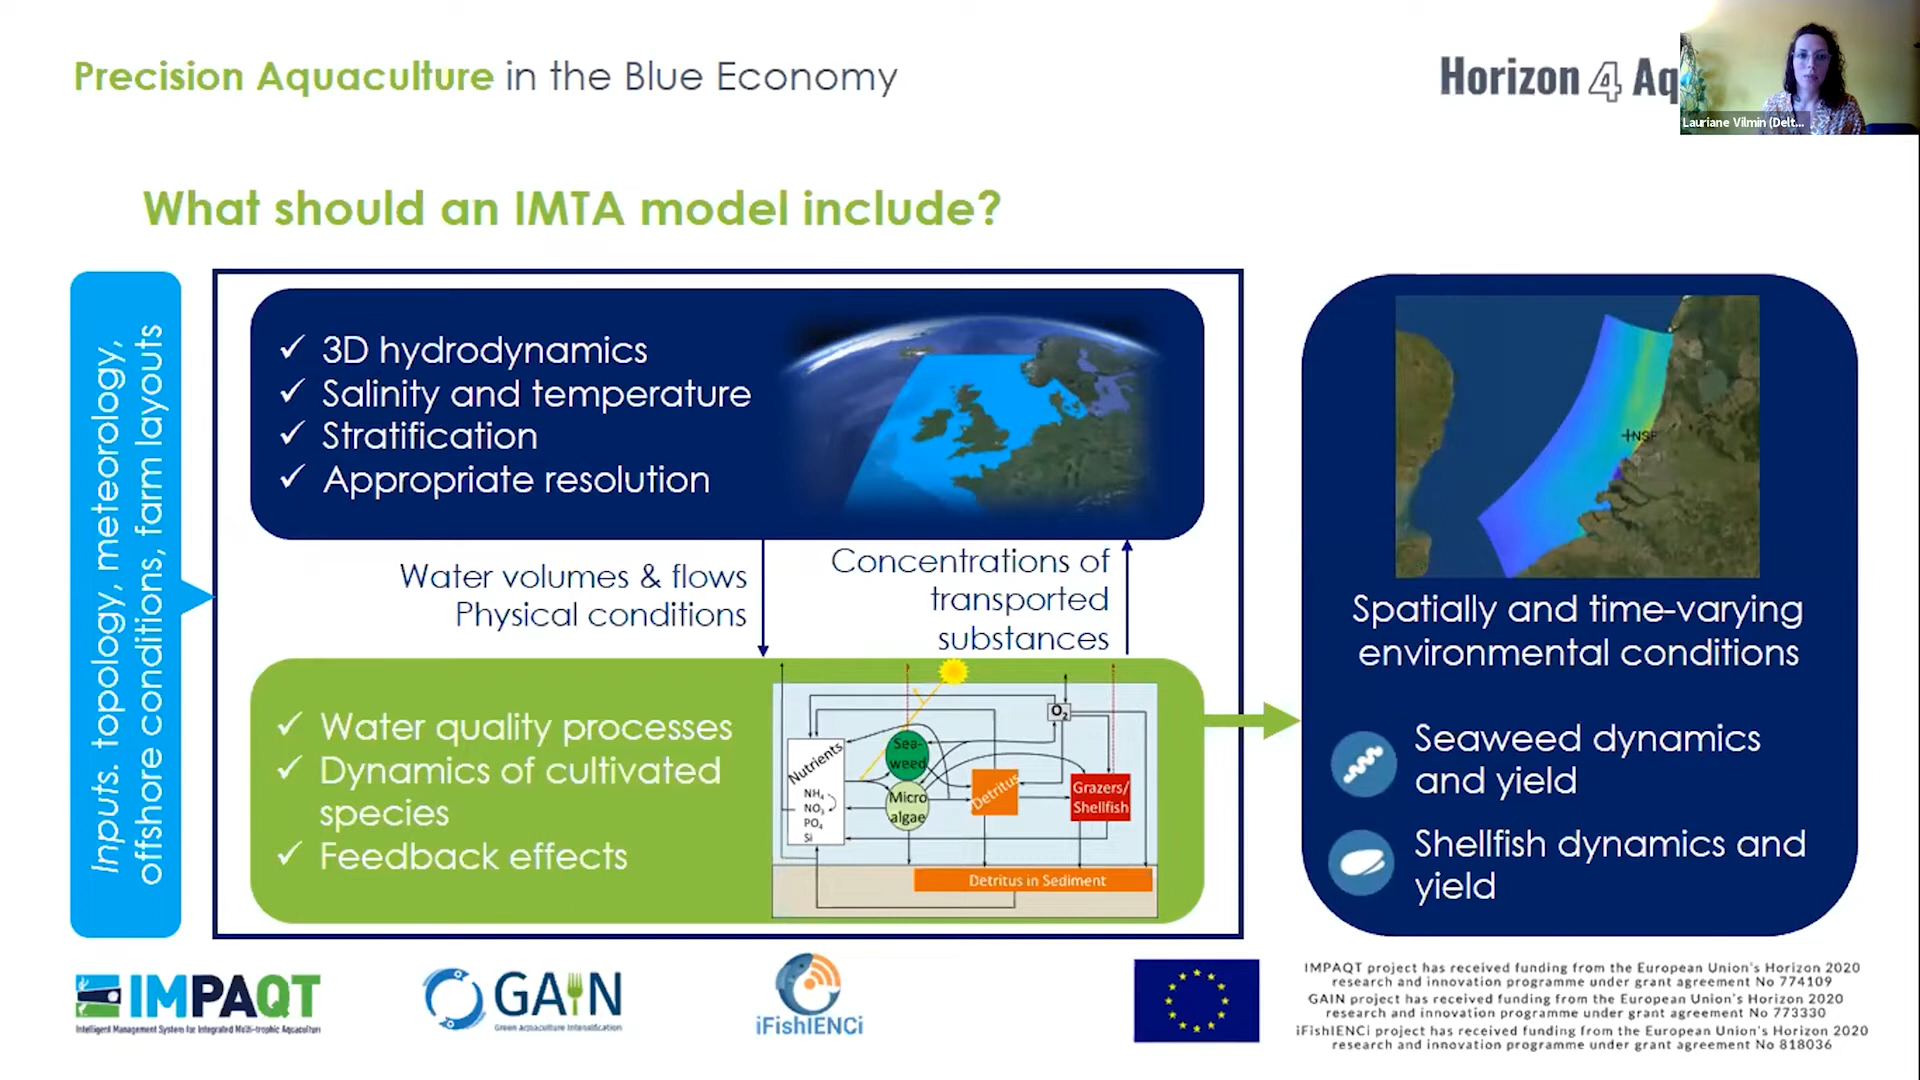 Precision Aquaculture in the Blue Economy
Horizon 4 Aq
Lauriane Vilmin (Delt...
What should an IMTA model include?
Inputs. topology, meteorology,
offshore conditions, farm layouts
✓ 3D hydrodynamics
✓ Salinity and temperature
✓ Stratification
✓ Appropriate resolution
Water volumes & flows
Physical conditions
Concentrations of
transported
substances
✓ Water quality processes
✓ Dynamics of cultivated
species
✓ Feedback effects
O2
Nutrients
NH4
NO3
PO4
Si
Sea-
weed
Micro
algae
Detritus
Grazers/
Shellfish
Detritus in Sediment
NSF
Spatially and time-varying
environmental conditions
Seaweed dynamics
and yield
Shellfish dynamics and
yield
IMPAQT
Intelligent Management System for Integrated Multi-trophic Aquaculture
GAIN
Green Aquaculture Intensification
iFishIENCi
IMPAQT project has received funding from the European Union's Horizon 2020
research and innovation programme under grant agreement No 774109
GAIN project has received funding from the European Union's Horizon 2020
research and innovation programme under grant agreement No 773330
iFishIENCi project has received funding from the European Union's Horizon 2020
research and innovation programme under grant agreement No 818036